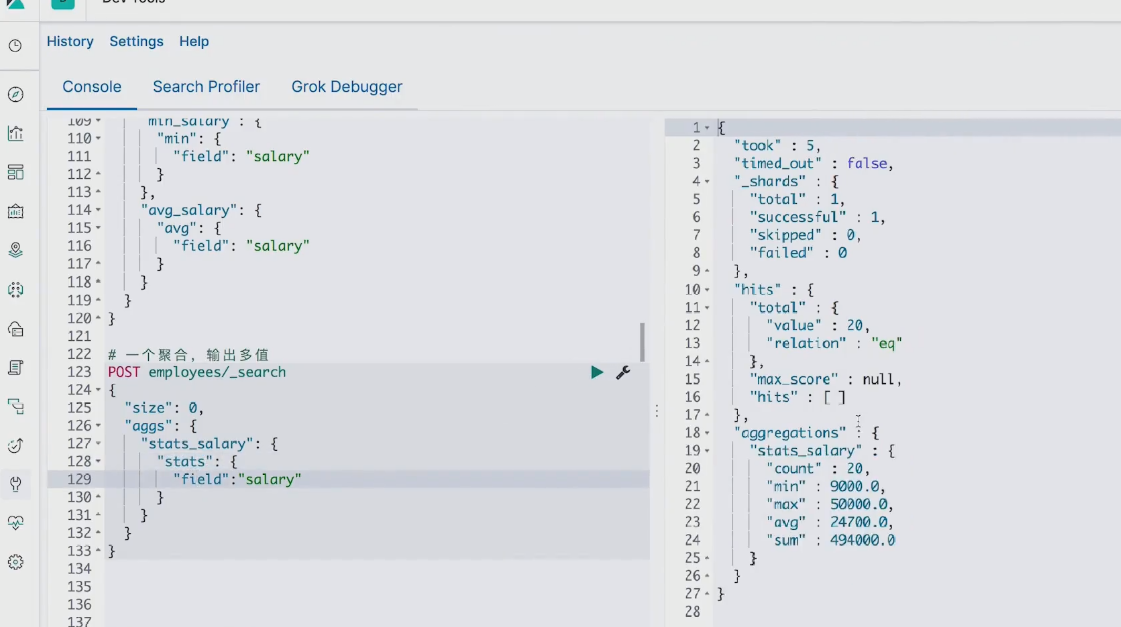 Dev Tools
History Settings Help
Console Search Profiler Grok Debugger
109 min_salary : {
110 "min": {
111 "field": "salary"
112 }
113 },
114 "avg_salary": {
115 "avg": {
116 "field": "salary"
117 }
118 }
119 }
120 }
121
122 # 一个聚合，输出多值
123 POST employees/_search
124 {
125 "size": 0,
126 "aggs": {
127 "stats_salary": {
128 "stats": {
129 "field":"salary"
130 }
131 }
132 }
133 }
134
135
136
137
1 {
2 "took" : 5,
3 "timed_out" : false,
4 "_shards" : {
5 "total" : 1,
6 "successful" : 1,
7 "skipped" : 0,
8 "failed" : 0
9 },
10 "hits" : {
11 "total" : {
12 "value" : 20,
13 "relation" : "eq"
14 },
15 "max_score" : null,
16 "hits" : [ ]
17 },
18 "aggregations" : {
19 "stats_salary" : {
20 "count" : 20,
21 "min" : 9000.0,
22 "max" : 50000.0,
23 "avg" : 24700.0,
24 "sum" : 494000.0
25 }
26 }
27 }
28